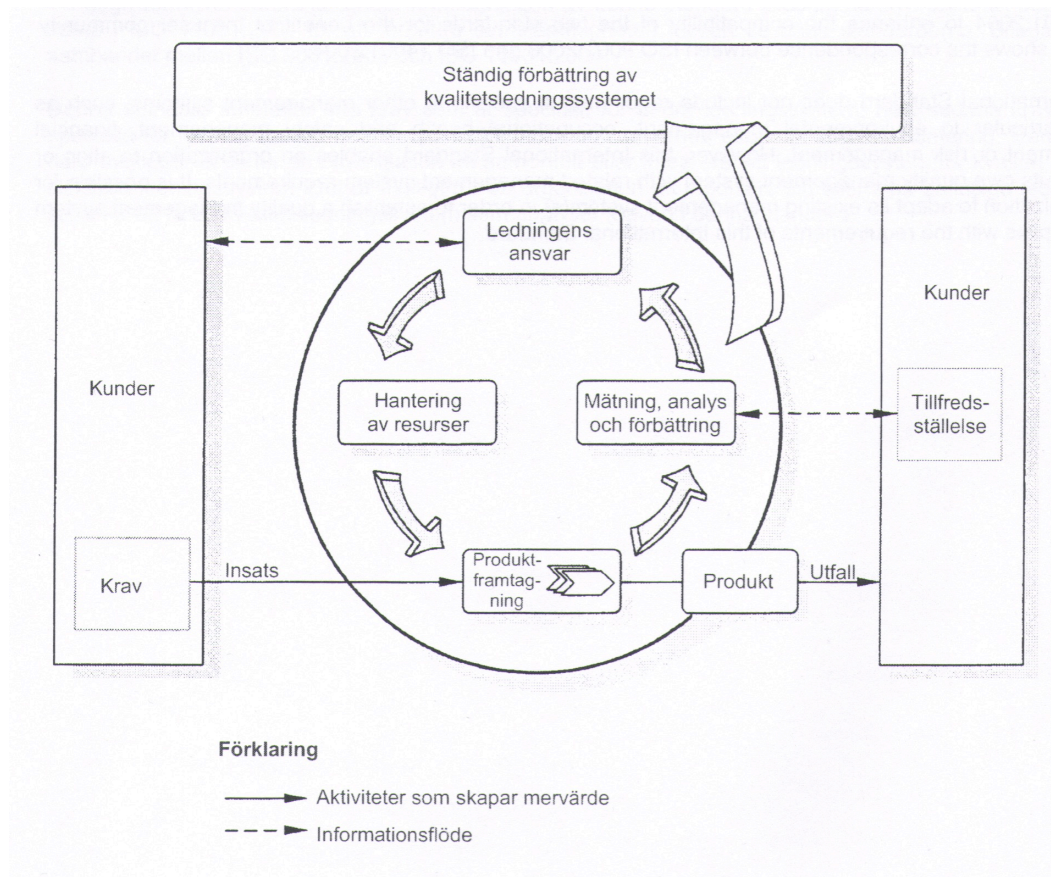 Ständig förbättring av
kvalitetsledningssystemet
Ledningens
ansvar
Kunder
Kunder
Hantering
av resurser
Mätning, analys
och förbättring
Tillfreds-
ställelse
Krav
Insats
Produkt-
framtag-
ning
Produkt
Utfall
Förklaring
Aktiviteter som skapar mervärde
Informationsflöde